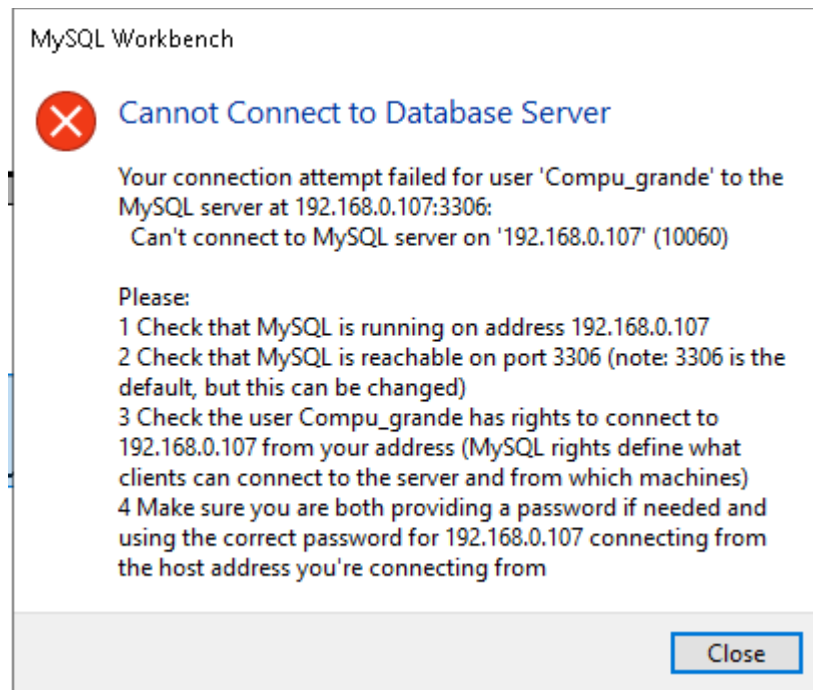 MySQL Workbench
Cannot Connect to Database Server
Your connection attempt failed for user 'Compu_grande' to the
MySQL server at 192.168.0.107:3306:
Can't connect to MySQL server on '192.168.0.107' (10060)
Please:
1 Check that MySQL is running on address 192.168.0.107
2 Check that MySQL is reachable on port 3306 (note: 3306 is the
default, but this can be changed)
3 Check the user Compu_grande has rights to connect to
192.168.0.107 from your address (MySQL rights define what
clients can connect to the server and from which machines)
4 Make sure you are both providing a password if needed and
using the correct password for 192.168.0.107 connecting from
the host address you're connecting from
Close